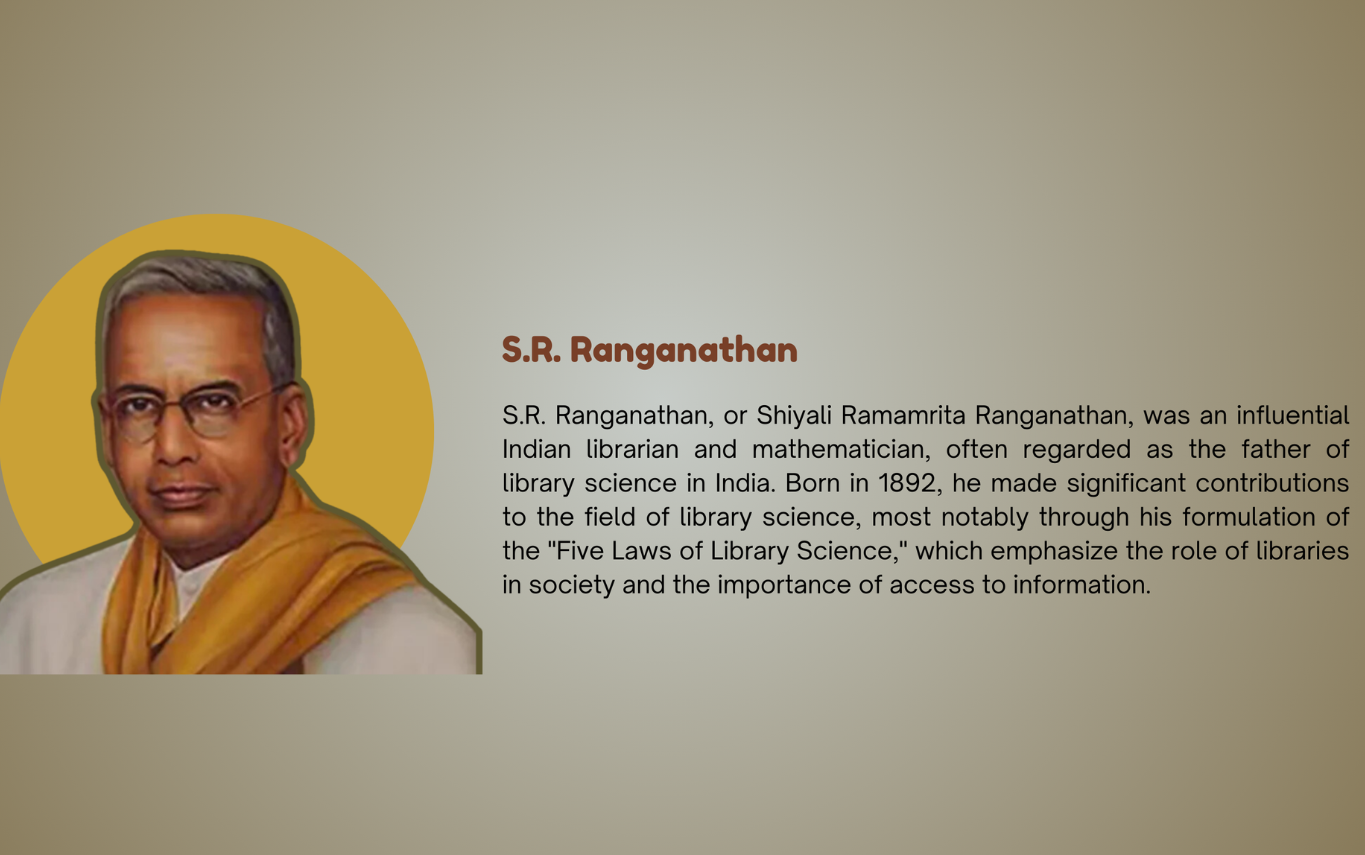 S.R. Ranganathan
S.R. Ranganathan, or Shiyali Ramamrita Ranganathan, was an influential
Indian librarian and mathematician, often regarded as the father of
library science in India. Born in 1892, he made significant contributions
to the field of library science, most notably through his formulation of
the "Five Laws of Library Science," which emphasize the role of libraries
in society and the importance of access to information.